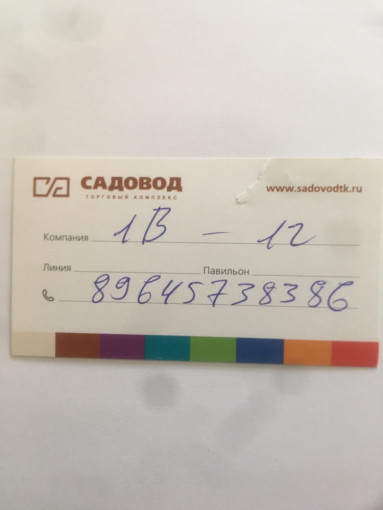 САДОВОД
ТОРГОВЫЙ КОМПЛЕКС
www.sadovodtk.ru
Компания 1В - 12
Линия Павильон
89645738386